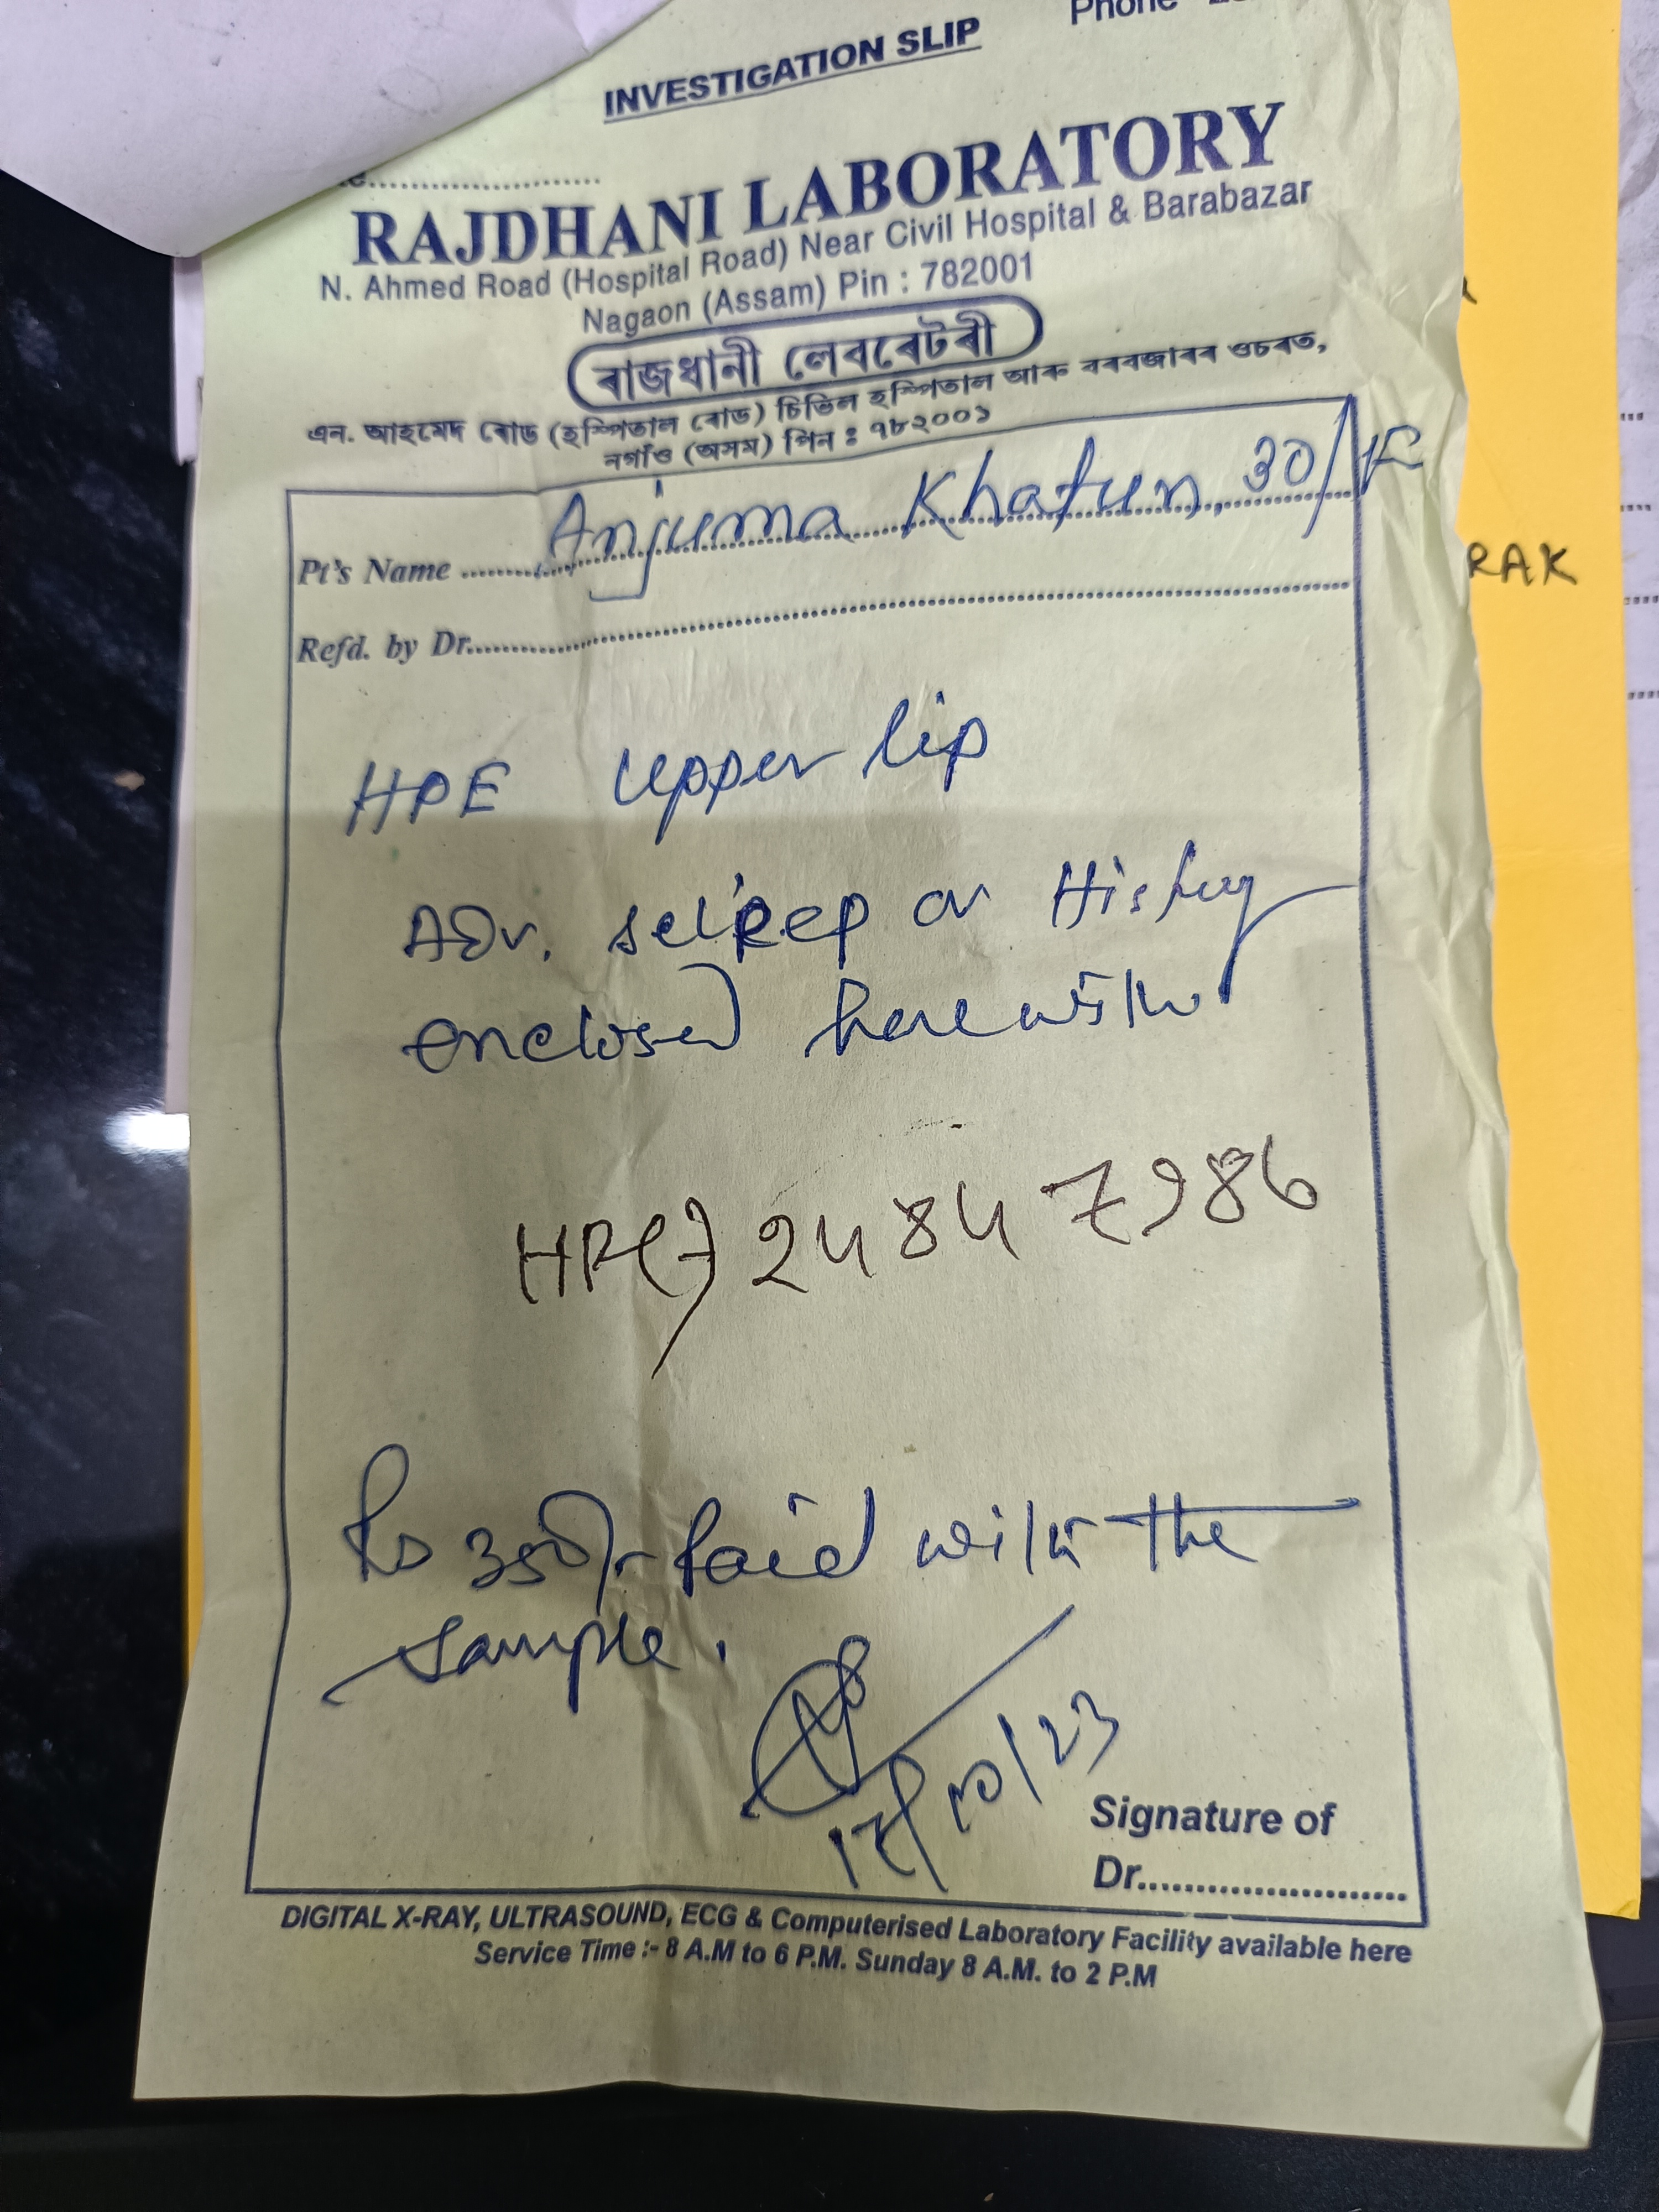 Phone
INVESTIGATION SLIP
RAJDHANI LABORATORY
N. Ahmed Road (Hospital Road) Near Civil Hospital & Barabazar
Nagaon (Assam) Pin : 782001
ৰাজধানী লেবৰেটৰী
এন. আহমেদ ৰোড (হস্পিতাল ৰোড) চিভিল হস্পিতাল আৰু বৰবজাৰৰ ওচৰত,
নগাঁও (অসম) পিন : ৭৮২০০১
Pt's Name Anjuma Khatun, 30/F
Refd. by Dr.
RAK
HPE Upper lip
ADV. or History
enclosed herewith
24847986
Rs 350/- Paid with the
sample.
17/10/23
Signature of
Dr.
DIGITAL X-RAY, ULTRASOUND, ECG & Computerised Laboratory Facility available here
Service Time :- 8 A.M to 6 P.M. Sunday 8 A.M. to 2 P.M